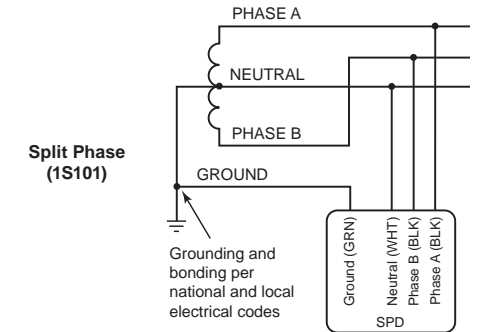 PHASE A
NEUTRAL
PHASE B
Split Phase
(1S101)
GROUND
Grounding and
bonding per
national and local
electrical codes
Ground (GRN)
Neutral (WHT)
Phase B (BLK)
Phase A (BLK)
SPD